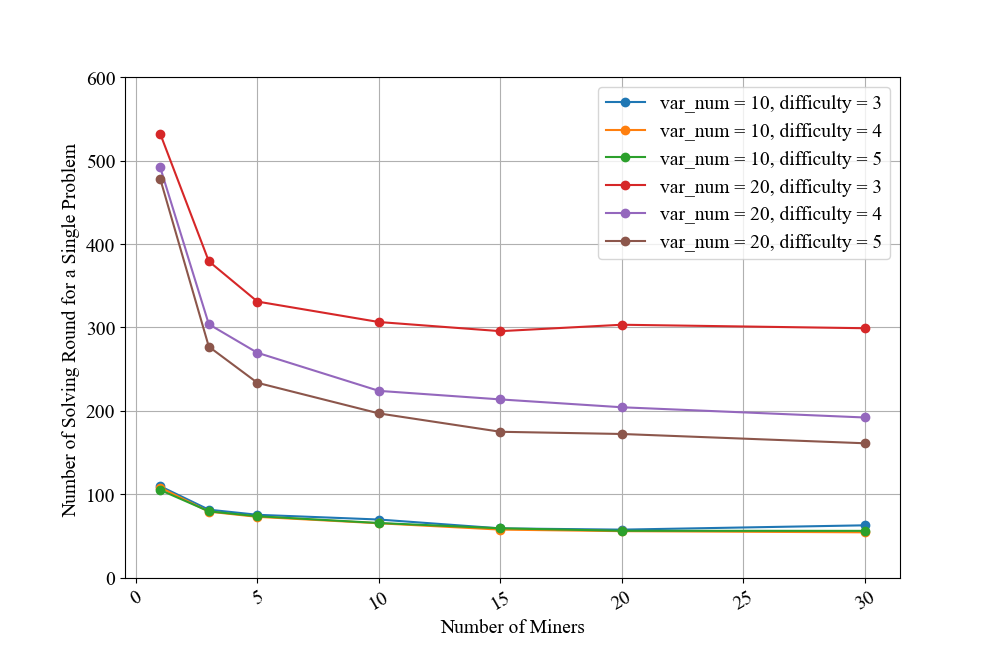 600
500
400
300
200
100
0
Number of Solving Round for a Single Problem
var_num = 10, difficulty = 3
var_num = 10, difficulty = 4
var_num = 10, difficulty = 5
var_num = 20, difficulty = 3
var_num = 20, difficulty = 4
var_num = 20, difficulty = 5
0 5 10 15 20 25 30
Number of Miners